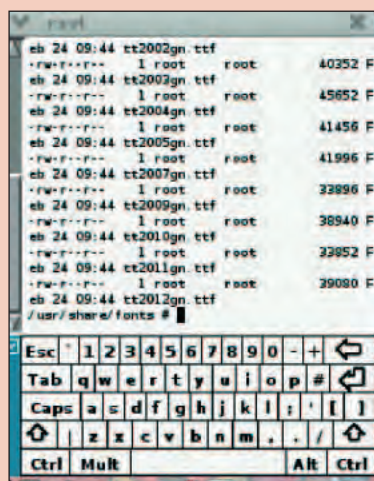 rxvt
eb 24 09:44 tt2002gn.ttf
-rw-r--r-- 1 root root 40352 F
eb 24 09:44 tt2003gn.ttf
-rw-r--r-- 1 root root 45652 F
eb 24 09:44 tt2004gn.ttf
-rw-r--r-- 1 root root 41456 F
eb 24 09:44 tt2005gn.ttf
-rw-r--r-- 1 root root 41996 F
eb 24 09:44 tt2007gn.ttf
-rw-r--r-- 1 root root 33896 F
eb 24 09:44 tt2009gn.ttf
-rw-r--r-- 1 root root 38940 F
eb 24 09:44 tt2010gn.ttf
-rw-r--r-- 1 root root 33852 F
eb 24 09:44 tt2011gn.ttf
-rw-r--r-- 1 root root 39080 F
eb 24 09:44 tt2012gn.ttf
/usr/share/fonts #
Esc ` 1 2 3 4 5 6 7 8 9 0 - +
Tab q w e r t y u i o p #
Caps a s d f g h j k l ; ' [ ]
| z x c v b n m , . /
Ctrl Mult Alt Ctrl